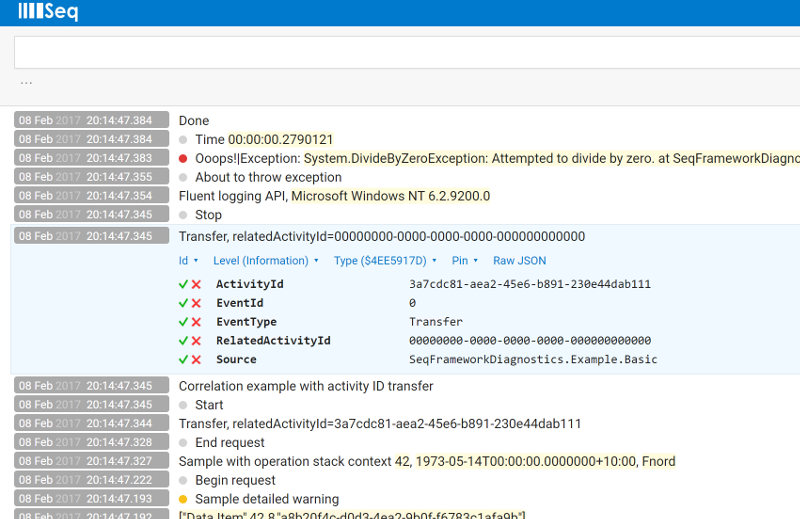 Seq
...
08 Feb 2017 20:14:47.384 Done
08 Feb 2017 20:14:47.384 Time 00:00:00.2790121
08 Feb 2017 20:14:47.383 Ooops!|Exception: System.DivideByZeroException: Attempted to divide by zero. at SeqFrameworkDiagno
08 Feb 2017 20:14:47.355 About to throw exception
08 Feb 2017 20:14:47.354 Fluent logging API, Microsoft Windows NT 6.2.9200.0
08 Feb 2017 20:14:47.345 Stop
08 Feb 2017 20:14:47.345 Transfer, relatedActivityId=00000000-0000-0000-0000-000000000000
Id Level (Information) Type ($4EE5917D) Pin Raw JSON
ActivityId 3a7cdc81-aea2-45e6-b891-230e44dab111
EventId 0
EventType Transfer
RelatedActivityId 00000000-0000-0000-0000-000000000000
Source SeqFrameworkDiagnostics.Example.Basic
08 Feb 2017 20:14:47.345 Correlation example with activity ID transfer
08 Feb 2017 20:14:47.345 Start
08 Feb 2017 20:14:47.344 Transfer, relatedActivityId=3a7cdc81-aea2-45e6-b891-230e44dab111
08 Feb 2017 20:14:47.328 End request
08 Feb 2017 20:14:47.327 Sample with operation stack context 42, 1973-05-14T00:00:00.0000000+10:00, Fnord
08 Feb 2017 20:14:47.222 Begin request
08 Feb 2017 20:14:47.193 Sample detailed warning
08 Feb 2017 20:14:47.192 ["Data Item",42.8,"a8b20f4c-d0d3-4ea2-9b0f-f6783c1afa9b"]